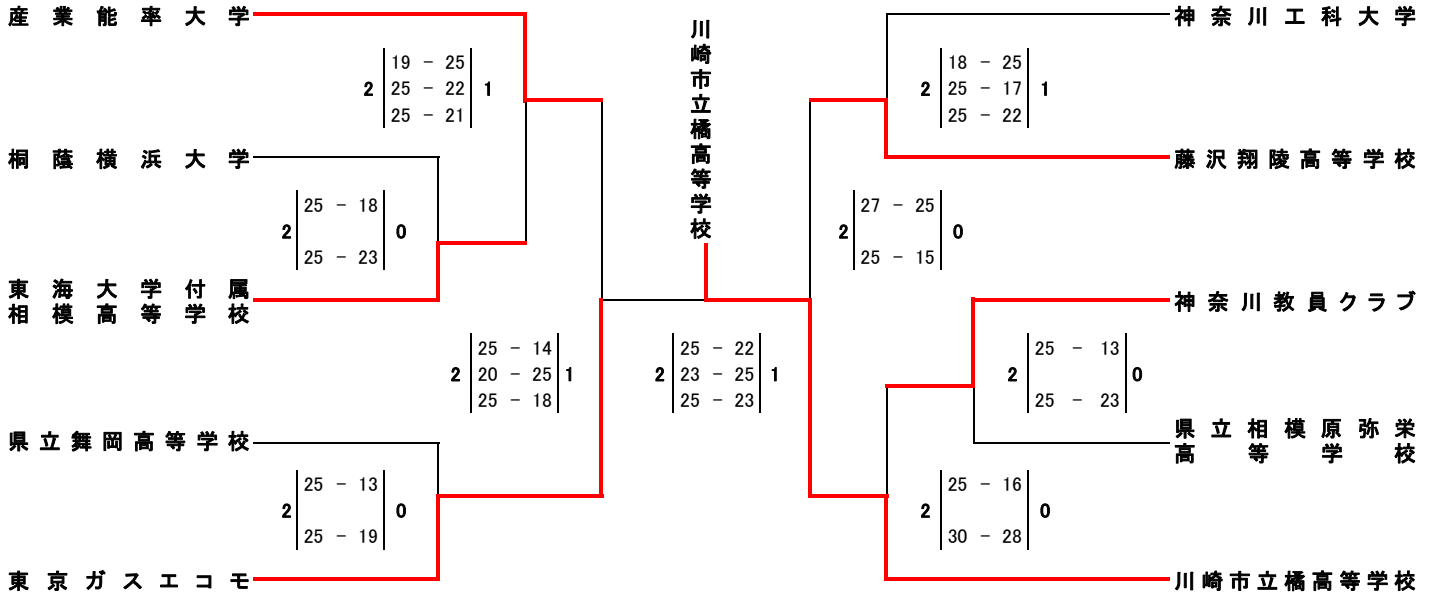 産業能率大学
19 - 25
2 25 - 22 1
25 - 21
桐蔭横浜大学
25 - 18
2 0
25 - 23
東海大学付属
相模高等学校
25 - 14
2 20 - 25 1
25 - 18
県立舞岡高等学校
25 - 13
2 0
25 - 19
東京ガスエコモ
川崎市立橘高等学校
25 - 22
2 23 - 25 1
25 - 23
神奈川工科大学
18 - 25
2 25 - 17 1
25 - 22
藤沢翔陵高等学校
27 - 25
2 0
25 - 15
神奈川教員クラブ
25 - 13
2 0
25 - 23
県立相模原弥栄
高等学校
25 - 16
2 0
30 - 28
川崎市立橘高等学校